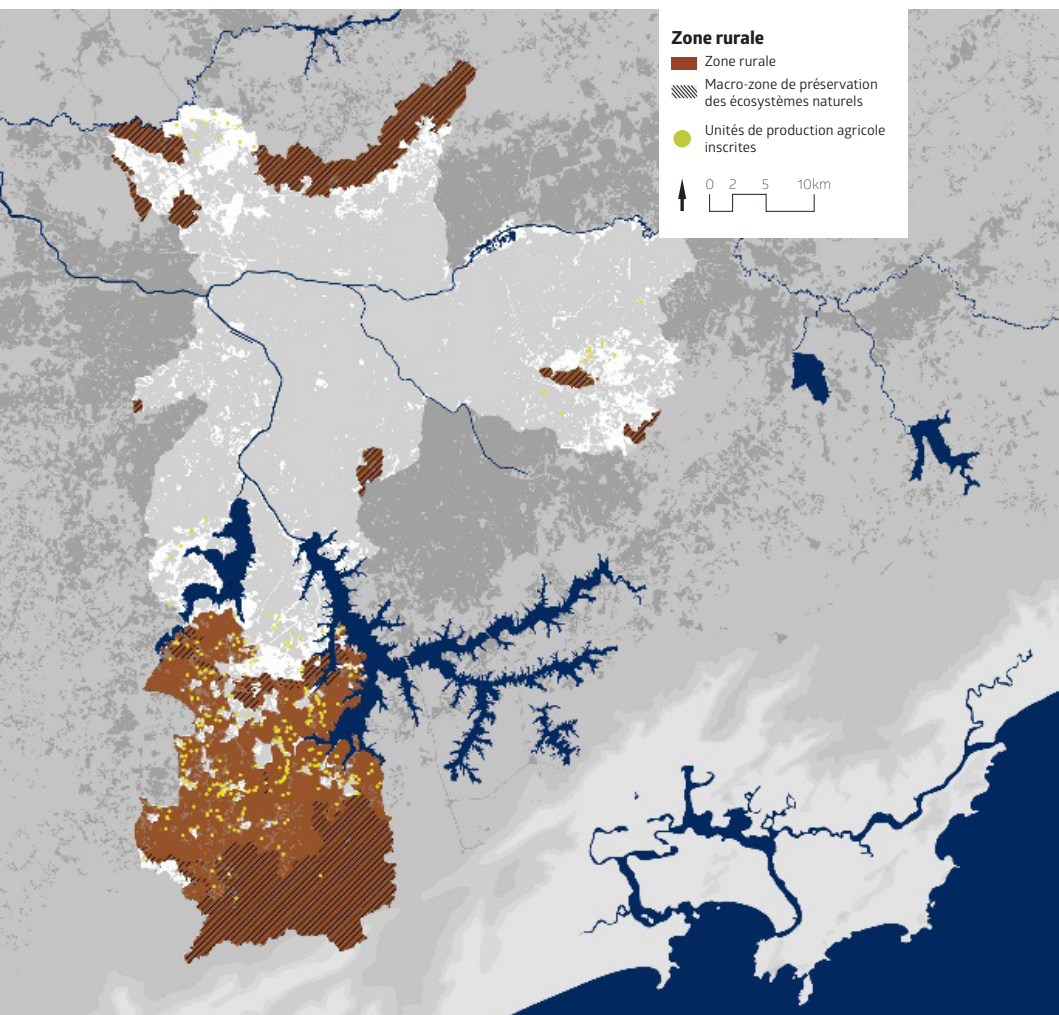 Zone rurale
Zone rurale
Macro-zone de préservation
des écosystèmes naturels
Unités de production agricole
inscrites
0 2 5 10km